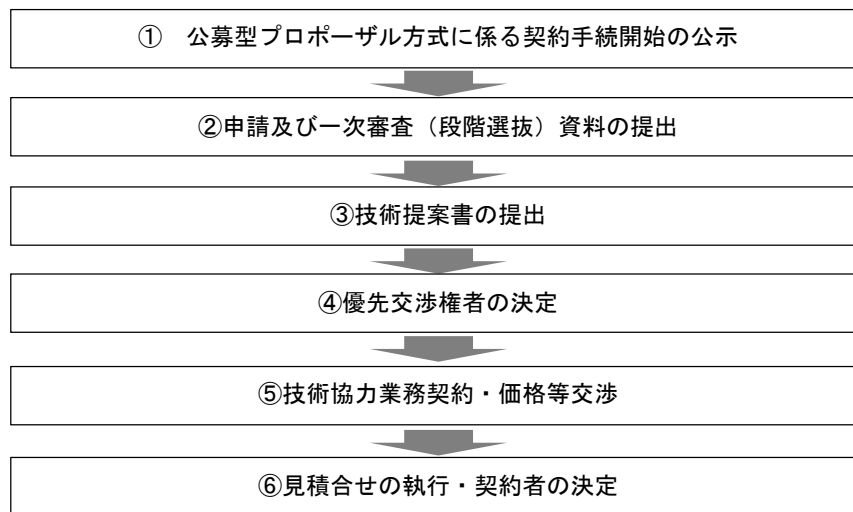 ①　公募型プロポーザル方式に係る契約手続開始の公示
②申請及び一次審査（段階選抜）資料の提出
③技術提案書の提出
④優先交渉権者の決定
⑤技術協力業務契約・価格等交渉
⑥見積合せの執行・契約者の決定